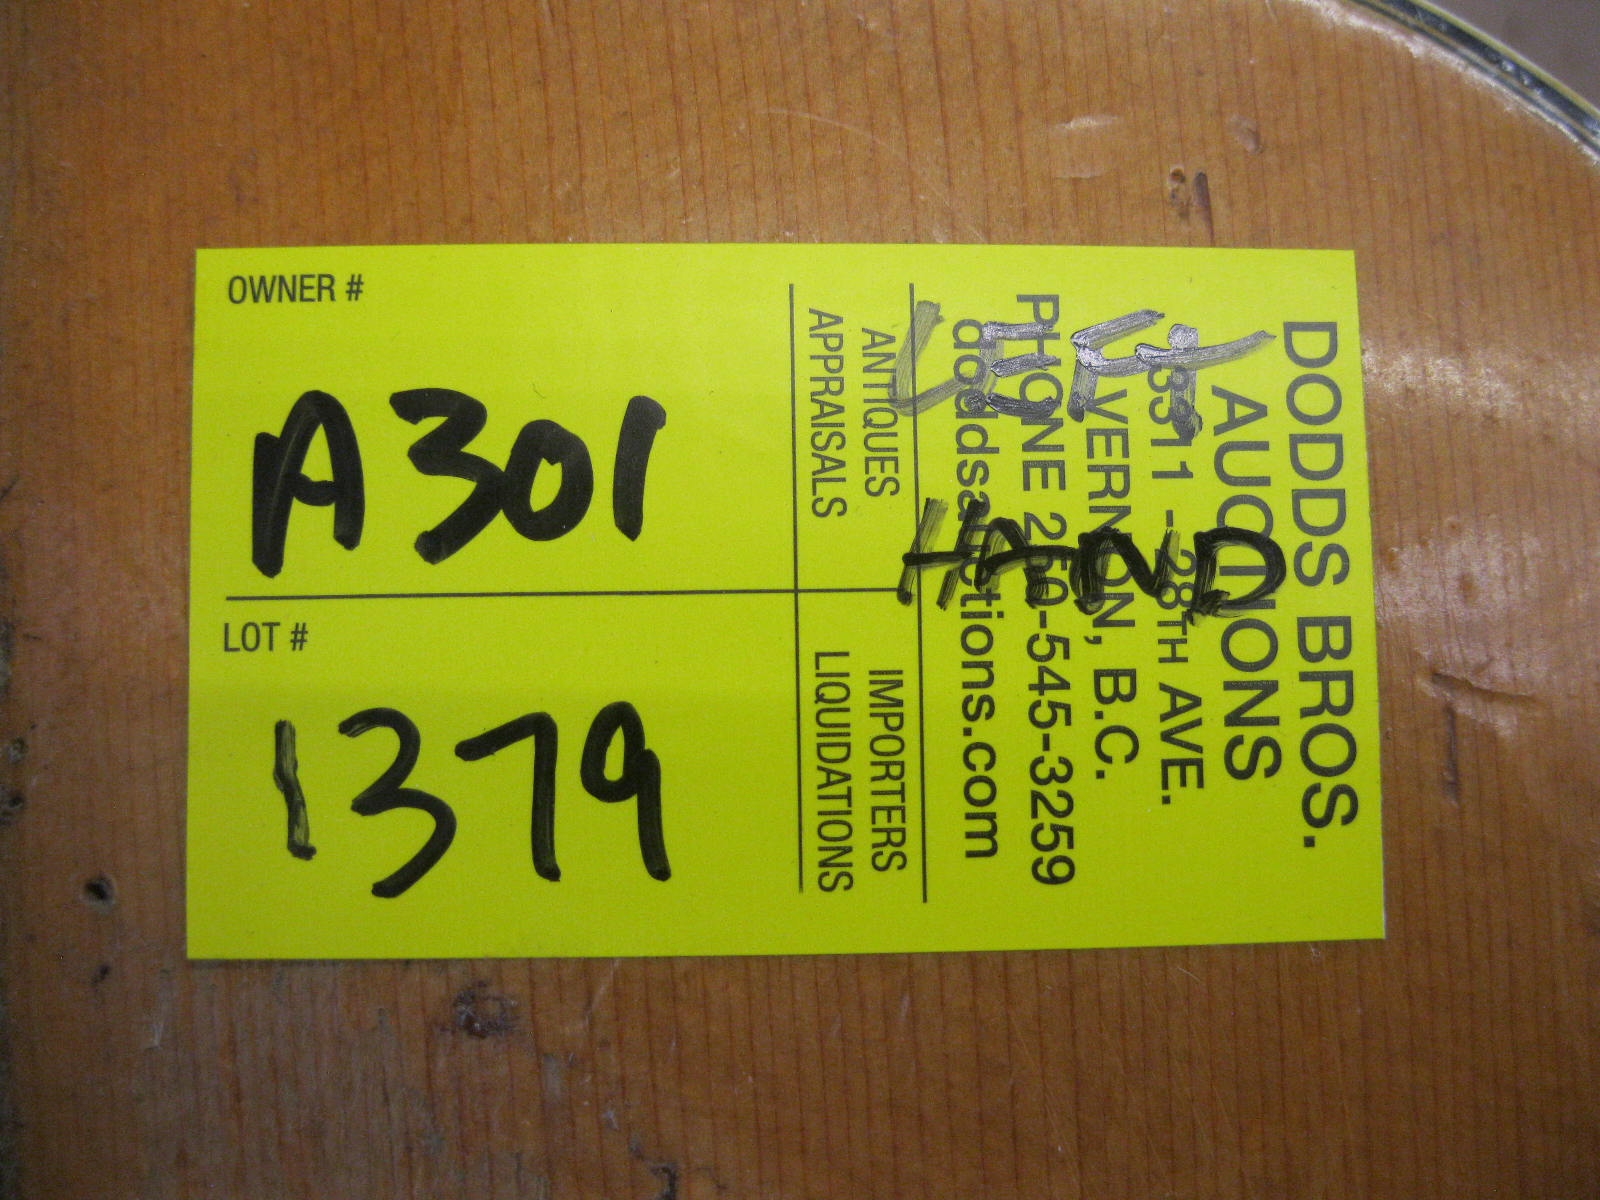 OWNER #
A301
LOT #
1379
ANTIQUES
APPRAISALS
IMPORTERS
LIQUIDATIONS
LEFT
HAND
DODDS BROS.
AUCTIONS
3311 - 28TH AVE.
VERNON, B.C.
PHONE 250-545-3259
doddsauctions.com